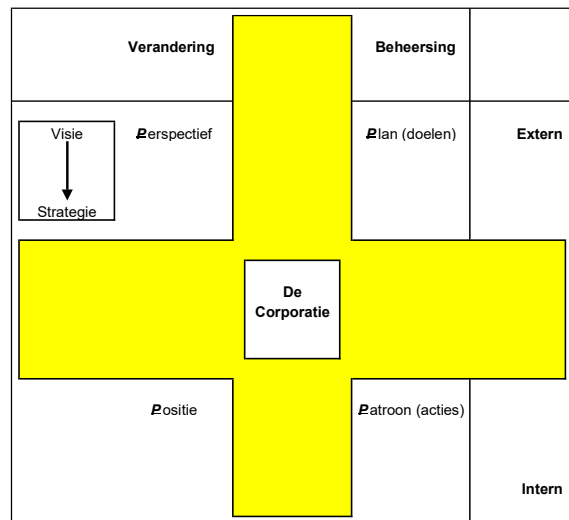 Verandering Beheersing
Visie Perspectief Plan (doelen) Extern
Strategie
De
Corporatie
Positie Patroon (acties)
Intern